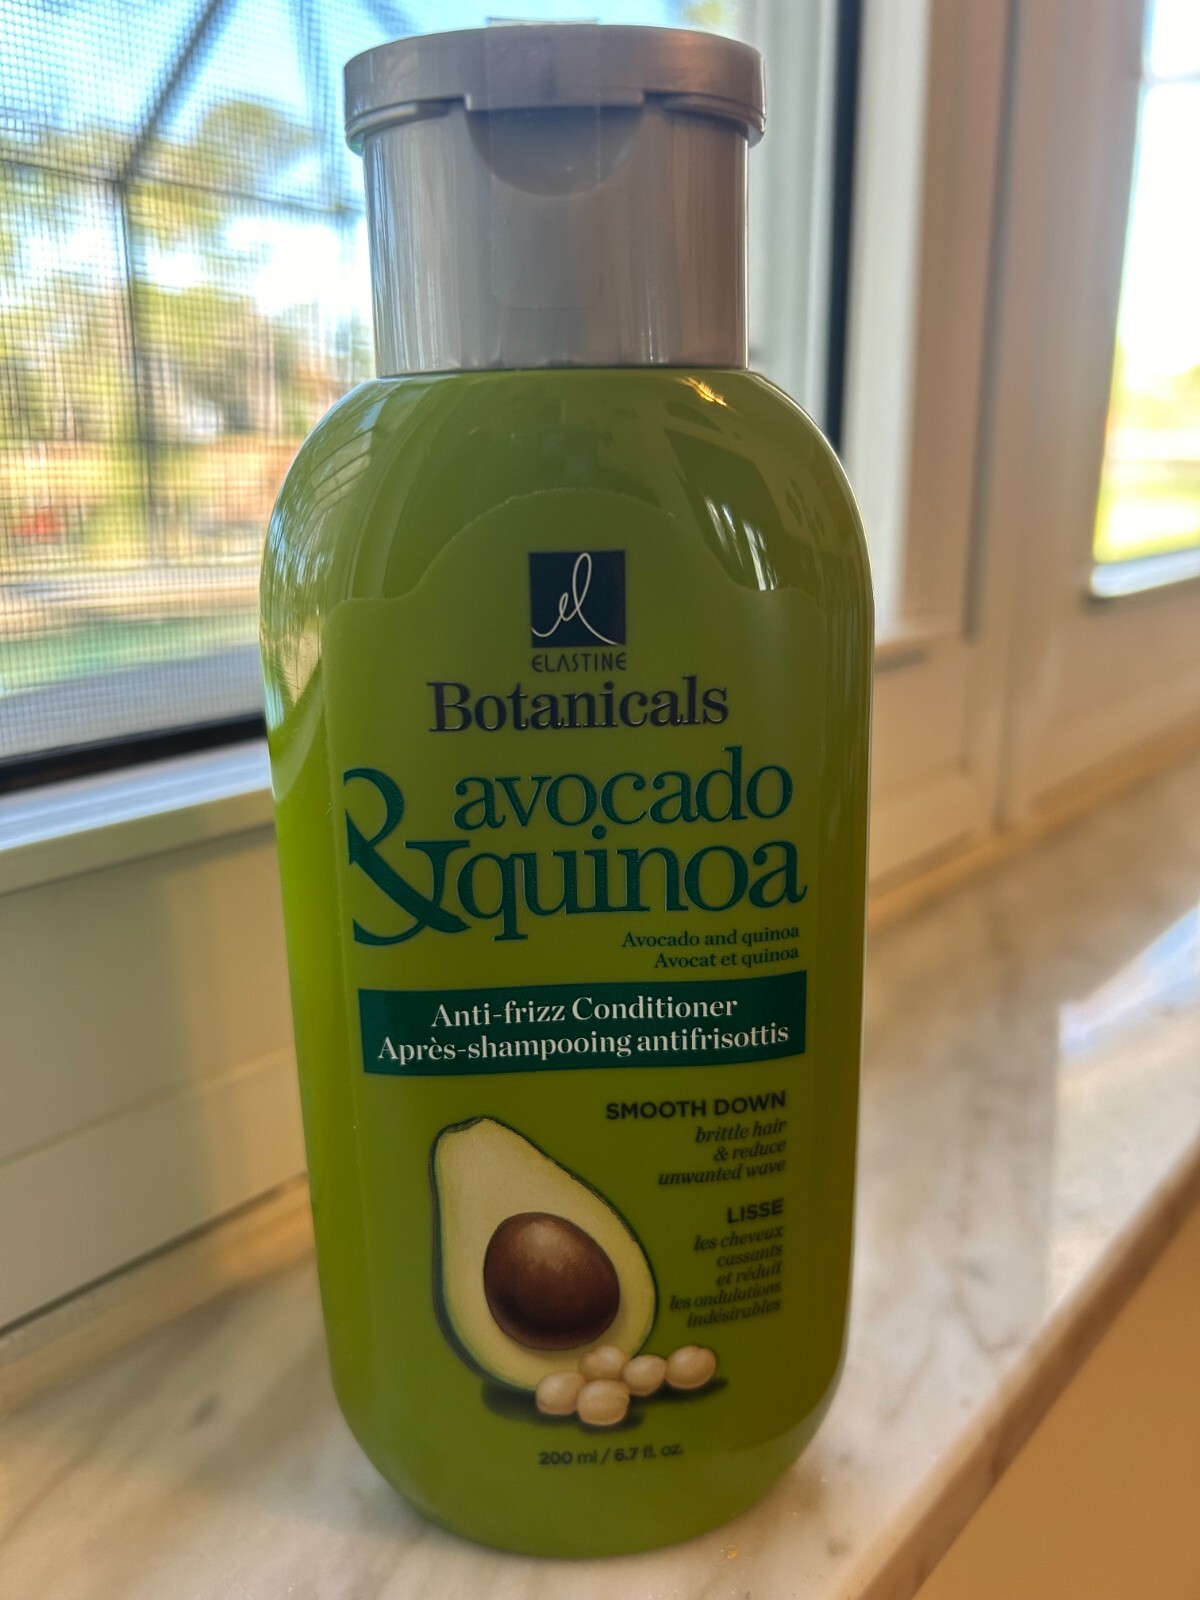 el
ELASTINE
Botanicals
avocado
&quinoa
Avocado and quinoa
Avocat et quinoa
Anti-frizz Conditioner
Après-shampooing antifrisottis
SMOOTH DOWN
brittle hair
& reduce
unwanted wave
LISSE
les cheveux
cassants
et réduit
les ondulations
indésirables
200 ml / 6.7 fl. oz.